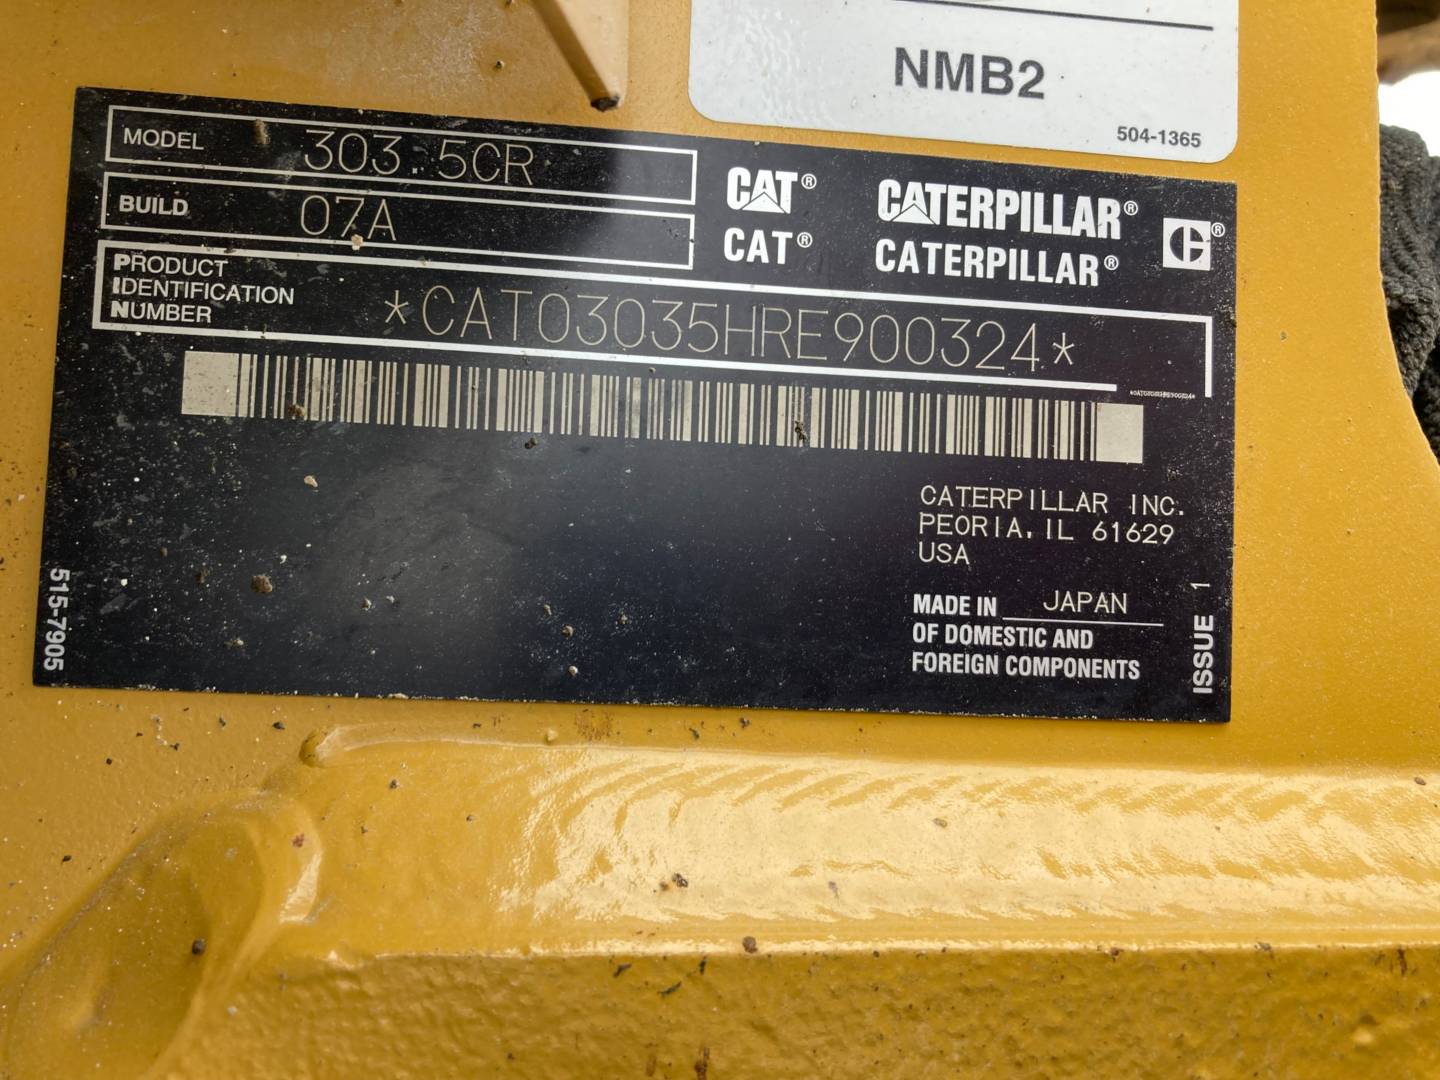 NMB2
504-1365
MODEL 303.5CR
BUILD 07A
CAT® CATERPILLAR®
CAT® CATERPILLAR®
PRODUCT
IDENTIFICATION
NUMBER
*CAT03035HRE900324*
*CAT03035HRE900324*
CATERPILLAR INC.
PEORIA, IL 61629
USA
MADE IN JAPAN
OF DOMESTIC AND
FOREIGN COMPONENTS
515-7905
ISSUE 1